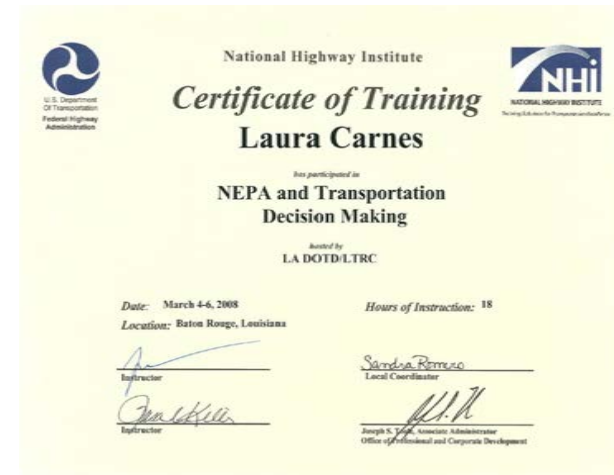 National Highway Institute
U.S. Department
Of Transportation
Federal Highway
Administration
NHi
NATIONAL HIGHWAY INSTITUTE
Certificate of Training
Laura Carnes
has participated in
NEPA and Transportation
Decision Making
hosted by
LA DOTD/LTRC
Date: March 4-6, 2008
Hours of Instruction: 18
Location: Baton Rouge, Louisiana
Instructor
Sandra Romero
Local Coordinator
Instructor
Joseph S. Associate Administrator
Office of Professional and Corporate Development